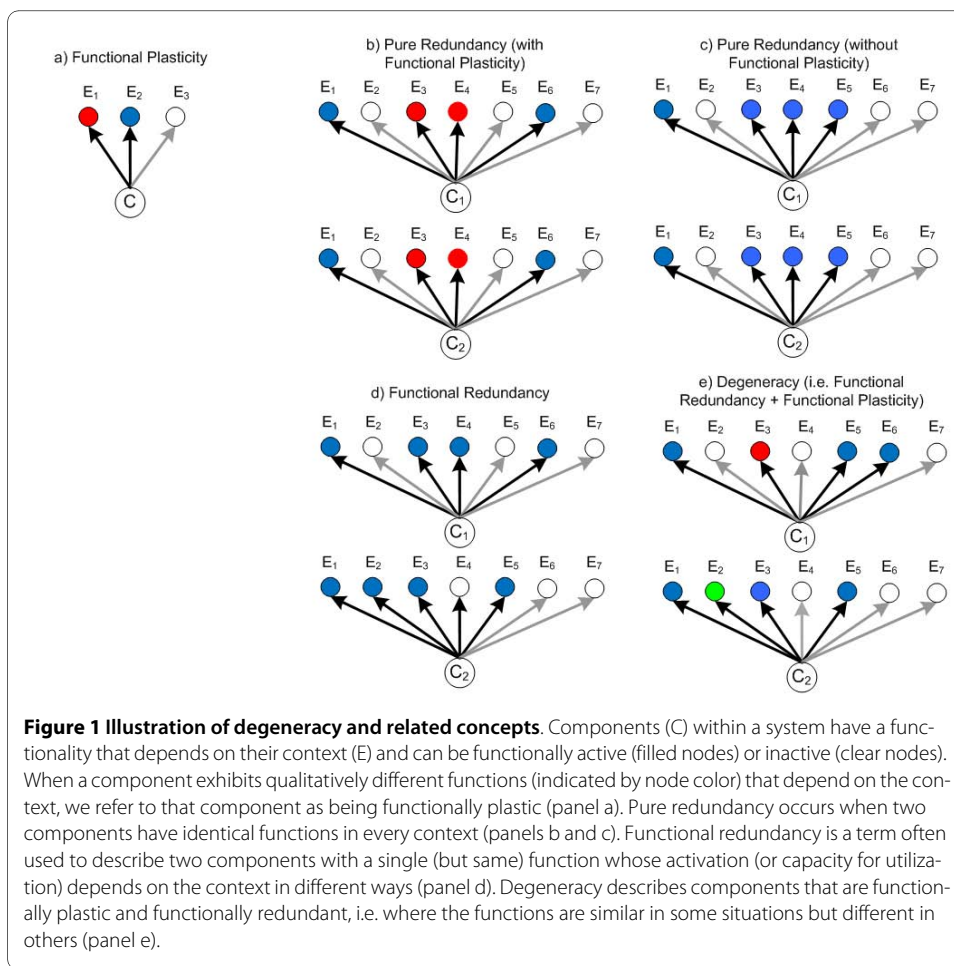 a) Functional Plasticity
E₁ E₂ E₃
C
b) Pure Redundancy (with
Functional Plasticity)
E₁ E₂ E₃ E₄ E₅ E₆ E₇
C₁
E₁ E₂ E₃ E₄ E₅ E₆ E₇
C₂
c) Pure Redundancy (without
Functional Plasticity)
E₁ E₂ E₃ E₄ E₅ E₆ E₇
C₁
E₁ E₂ E₃ E₄ E₅ E₆ E₇
C₂
d) Functional Redundancy
E₁ E₂ E₃ E₄ E₅ E₆ E₇
C₁
E₁ E₂ E₃ E₄ E₅ E₆ E₇
C₂
e) Degeneracy (i.e. Functional
Redundancy + Functional Plasticity)
E₁ E₂ E₃ E₄ E₅ E₆ E₇
C₁
E₁ E₂ E₃ E₄ E₅ E₆ E₇
C₂
Figure 1 Illustration of degeneracy and related concepts. Components (C) within a system have a func-
tionality that depends on their context (E) and can be functionally active (filled nodes) or inactive (clear nodes).
When a component exhibits qualitatively different functions (indicated by node color) that depend on the con-
text, we refer to that component as being functionally plastic (panel a). Pure redundancy occurs when two
components have identical functions in every context (panels b and c). Functional redundancy is a term often
used to describe two components with a single (but same) function whose activation (or capacity for utiliza-
tion) depends on the context in different ways (panel d). Degeneracy describes components that are function-
ally plastic and functionally redundant, i.e. where the functions are similar in some situations but different in
others (panel e).